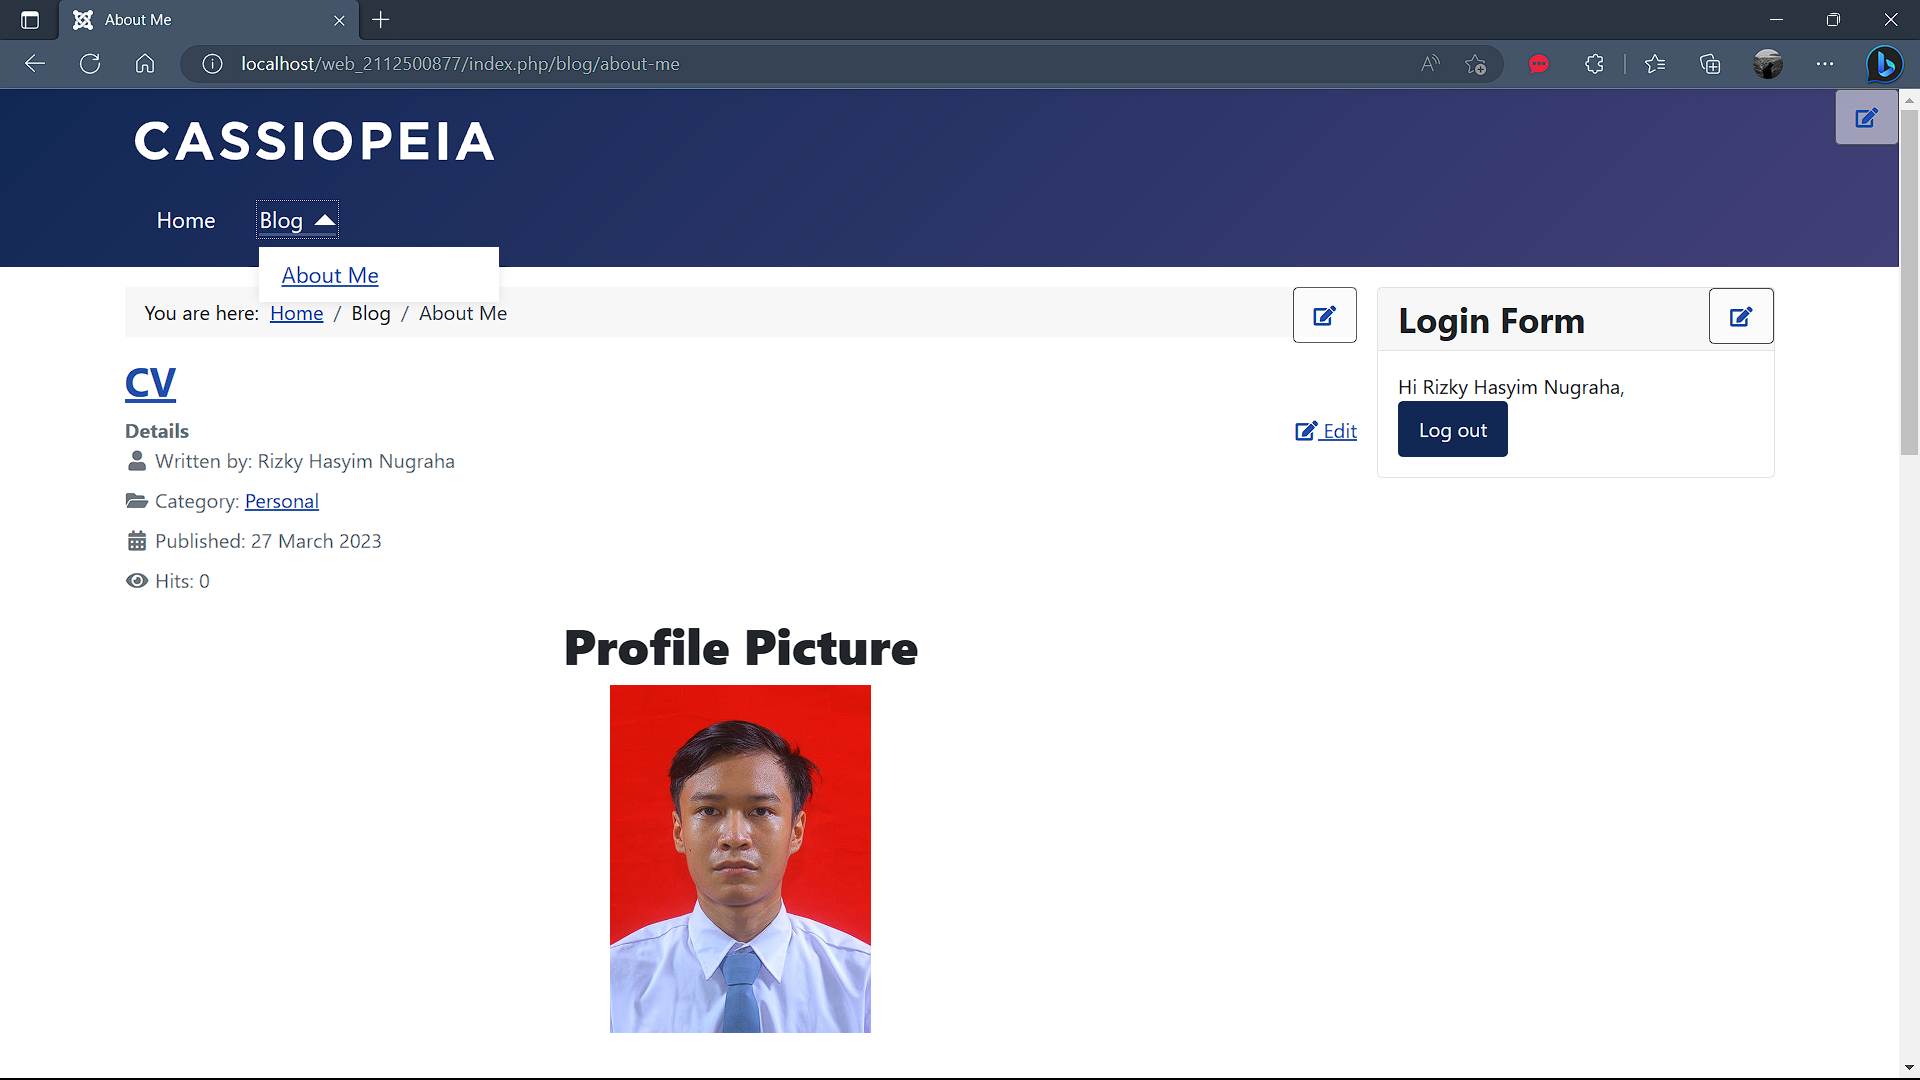 About Me
localhost/web_2112500877/index.php/blog/about-me
CASSIOPEIA
Home
Blog
About Me
You are here: Home / Blog / About Me
Login Form
Hi Rizky Hasyim Nugraha,
Log out
CV
Details
Edit
Written by: Rizky Hasyim Nugraha
Category: Personal
Published: 27 March 2023
Hits: 0
Profile Picture